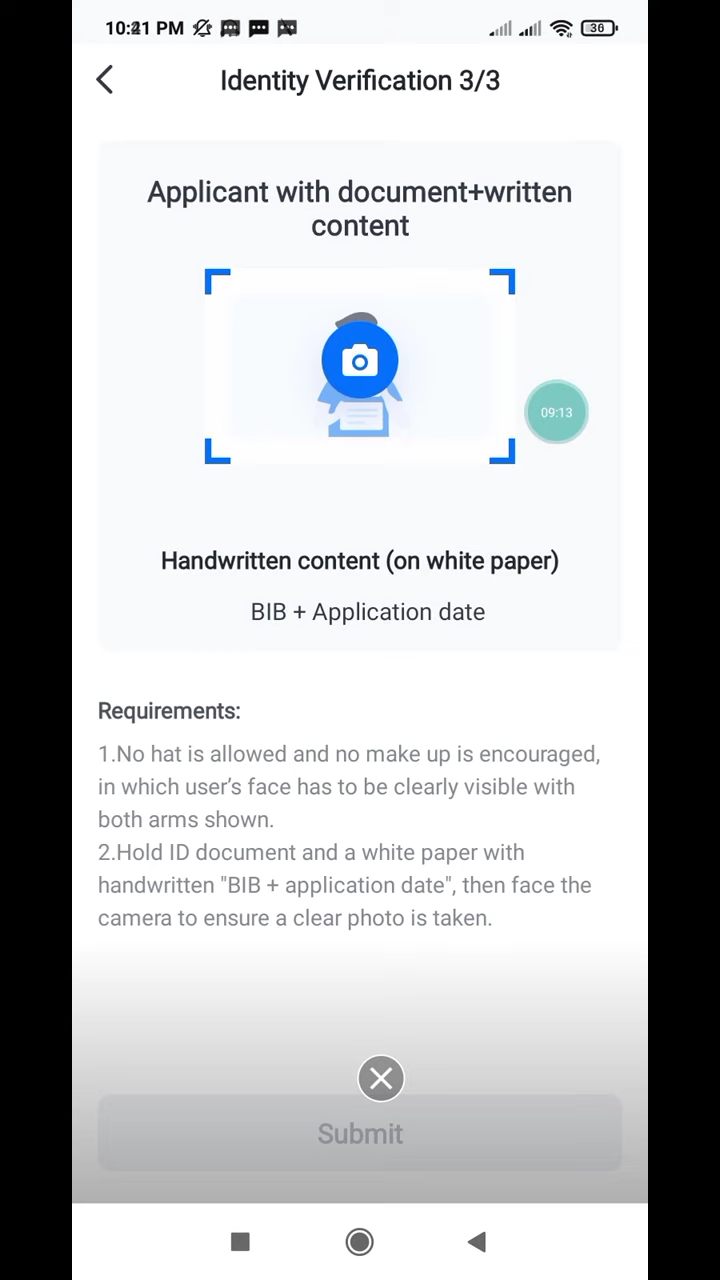 10:21 PM
36
Identity Verification 3/3
Applicant with document+written
content
09:13
Handwritten content (on white paper)
BIB + Application date
Requirements:
1.No hat is allowed and no make up is encouraged,
in which user’s face has to be clearly visible with
both arms shown.
2.Hold ID document and a white paper with
handwritten "BIB + application date", then face the
camera to ensure a clear photo is taken.
Submit